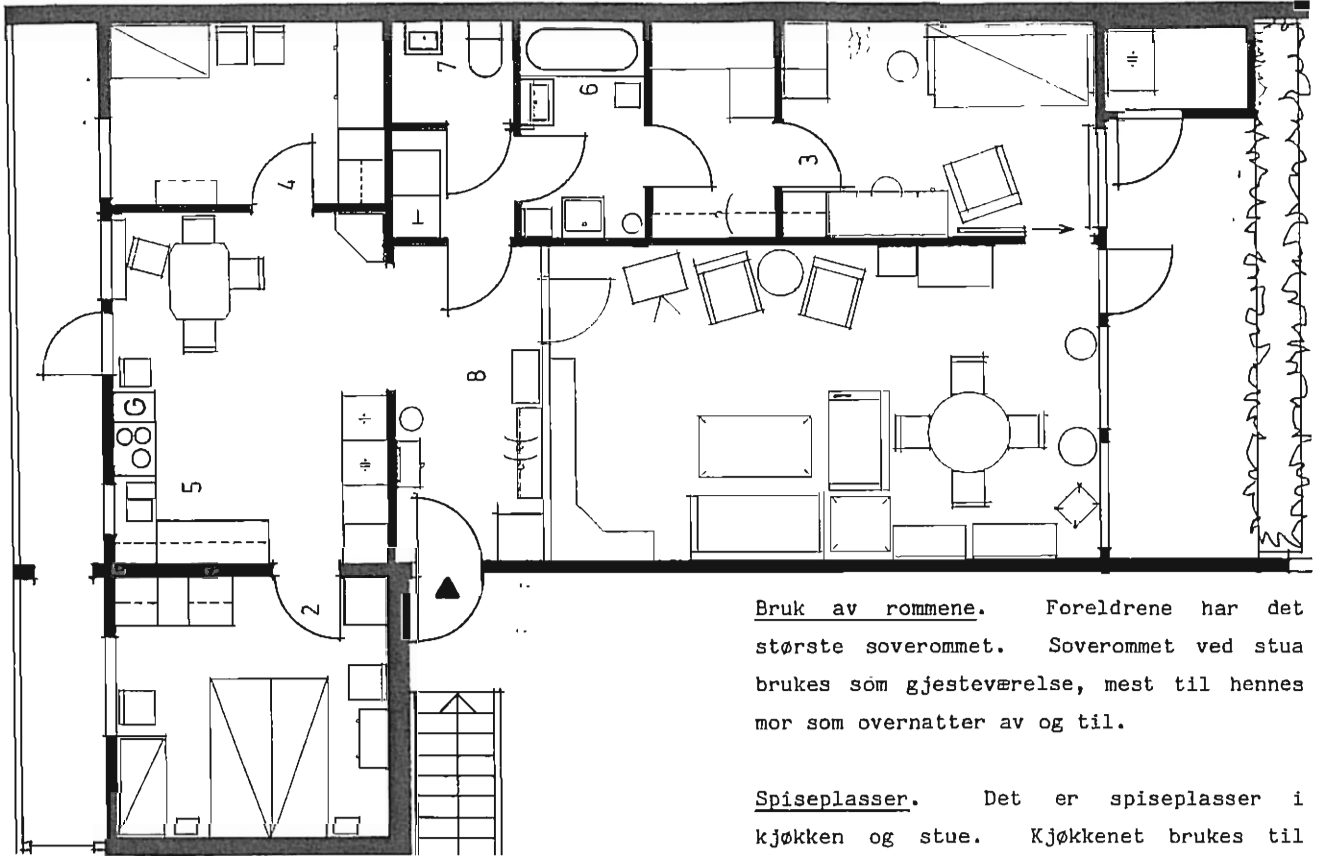 7
6
3
4
8
G
5
2
Bruk av rommene. Foreldrene har det
største soverommet. Soverommet ved stua
brukes som gjesteværelse, mest til hennes
mor som overnatter av og til.
Spiseplasser. Det er spiseplasser i
kjøkken og stue. Kjøkkenet brukes til